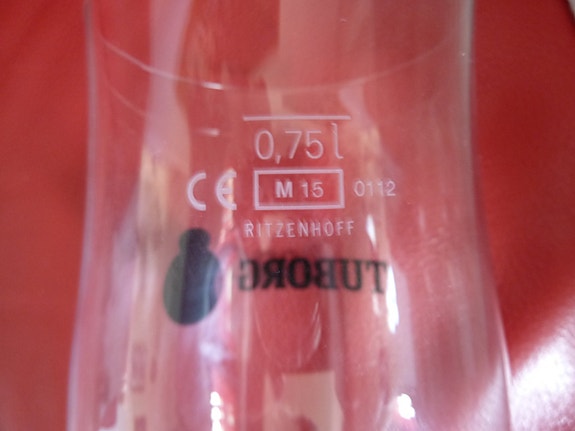 0,75 l
CE M 15 0112
RITZENHOFF
TUBORG